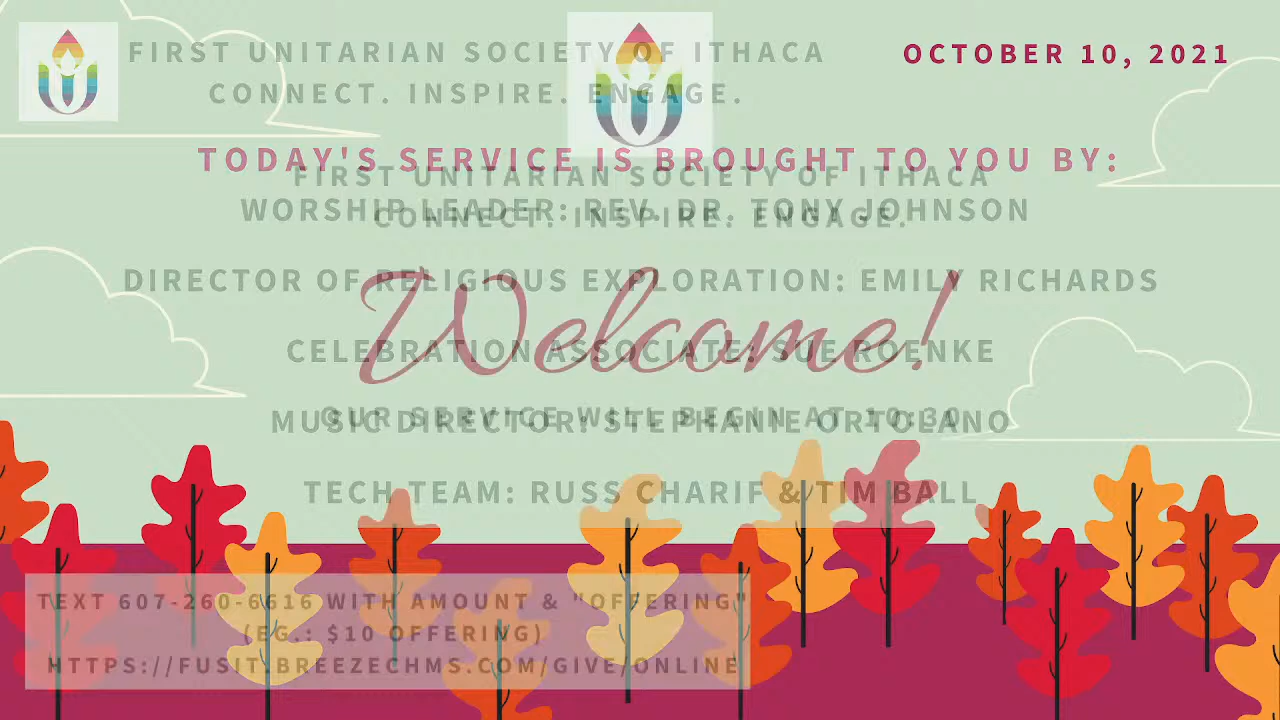 FIRST UNITARIAN SOCIETY OF ITHACA
CONNECT. INSPIRE. ENGAGE.
OCTOBER 10, 2021
TODAY'S SERVICE IS BROUGHT TO YOU BY:
FIRST UNITARIAN SOCIETY OF ITHACA
WORSHIP LEADER: REV. DR. TONY JOHNSON
CONNECT. INSPIRE. ENGAGE.
DIRECTOR OF RELIGIOUS EXPLORATION: EMILY RICHARDS
Welcome!
CELEBRATION ASSOCIATE: SUE ROENKE
OUR SERVICE WILL BEGIN AT 10:30
MUSIC DIRECTOR: STEPHANIE ORTOLANO
TECH TEAM: RUSS CHARIF & TIM BALL
TEXT 607-260-6616 WITH AMOUNT & "OFFERING"
(EG.: $10 OFFERING)
HTTPS://FUSIT.BREEZECHMS.COM/GIVE/ONLINE